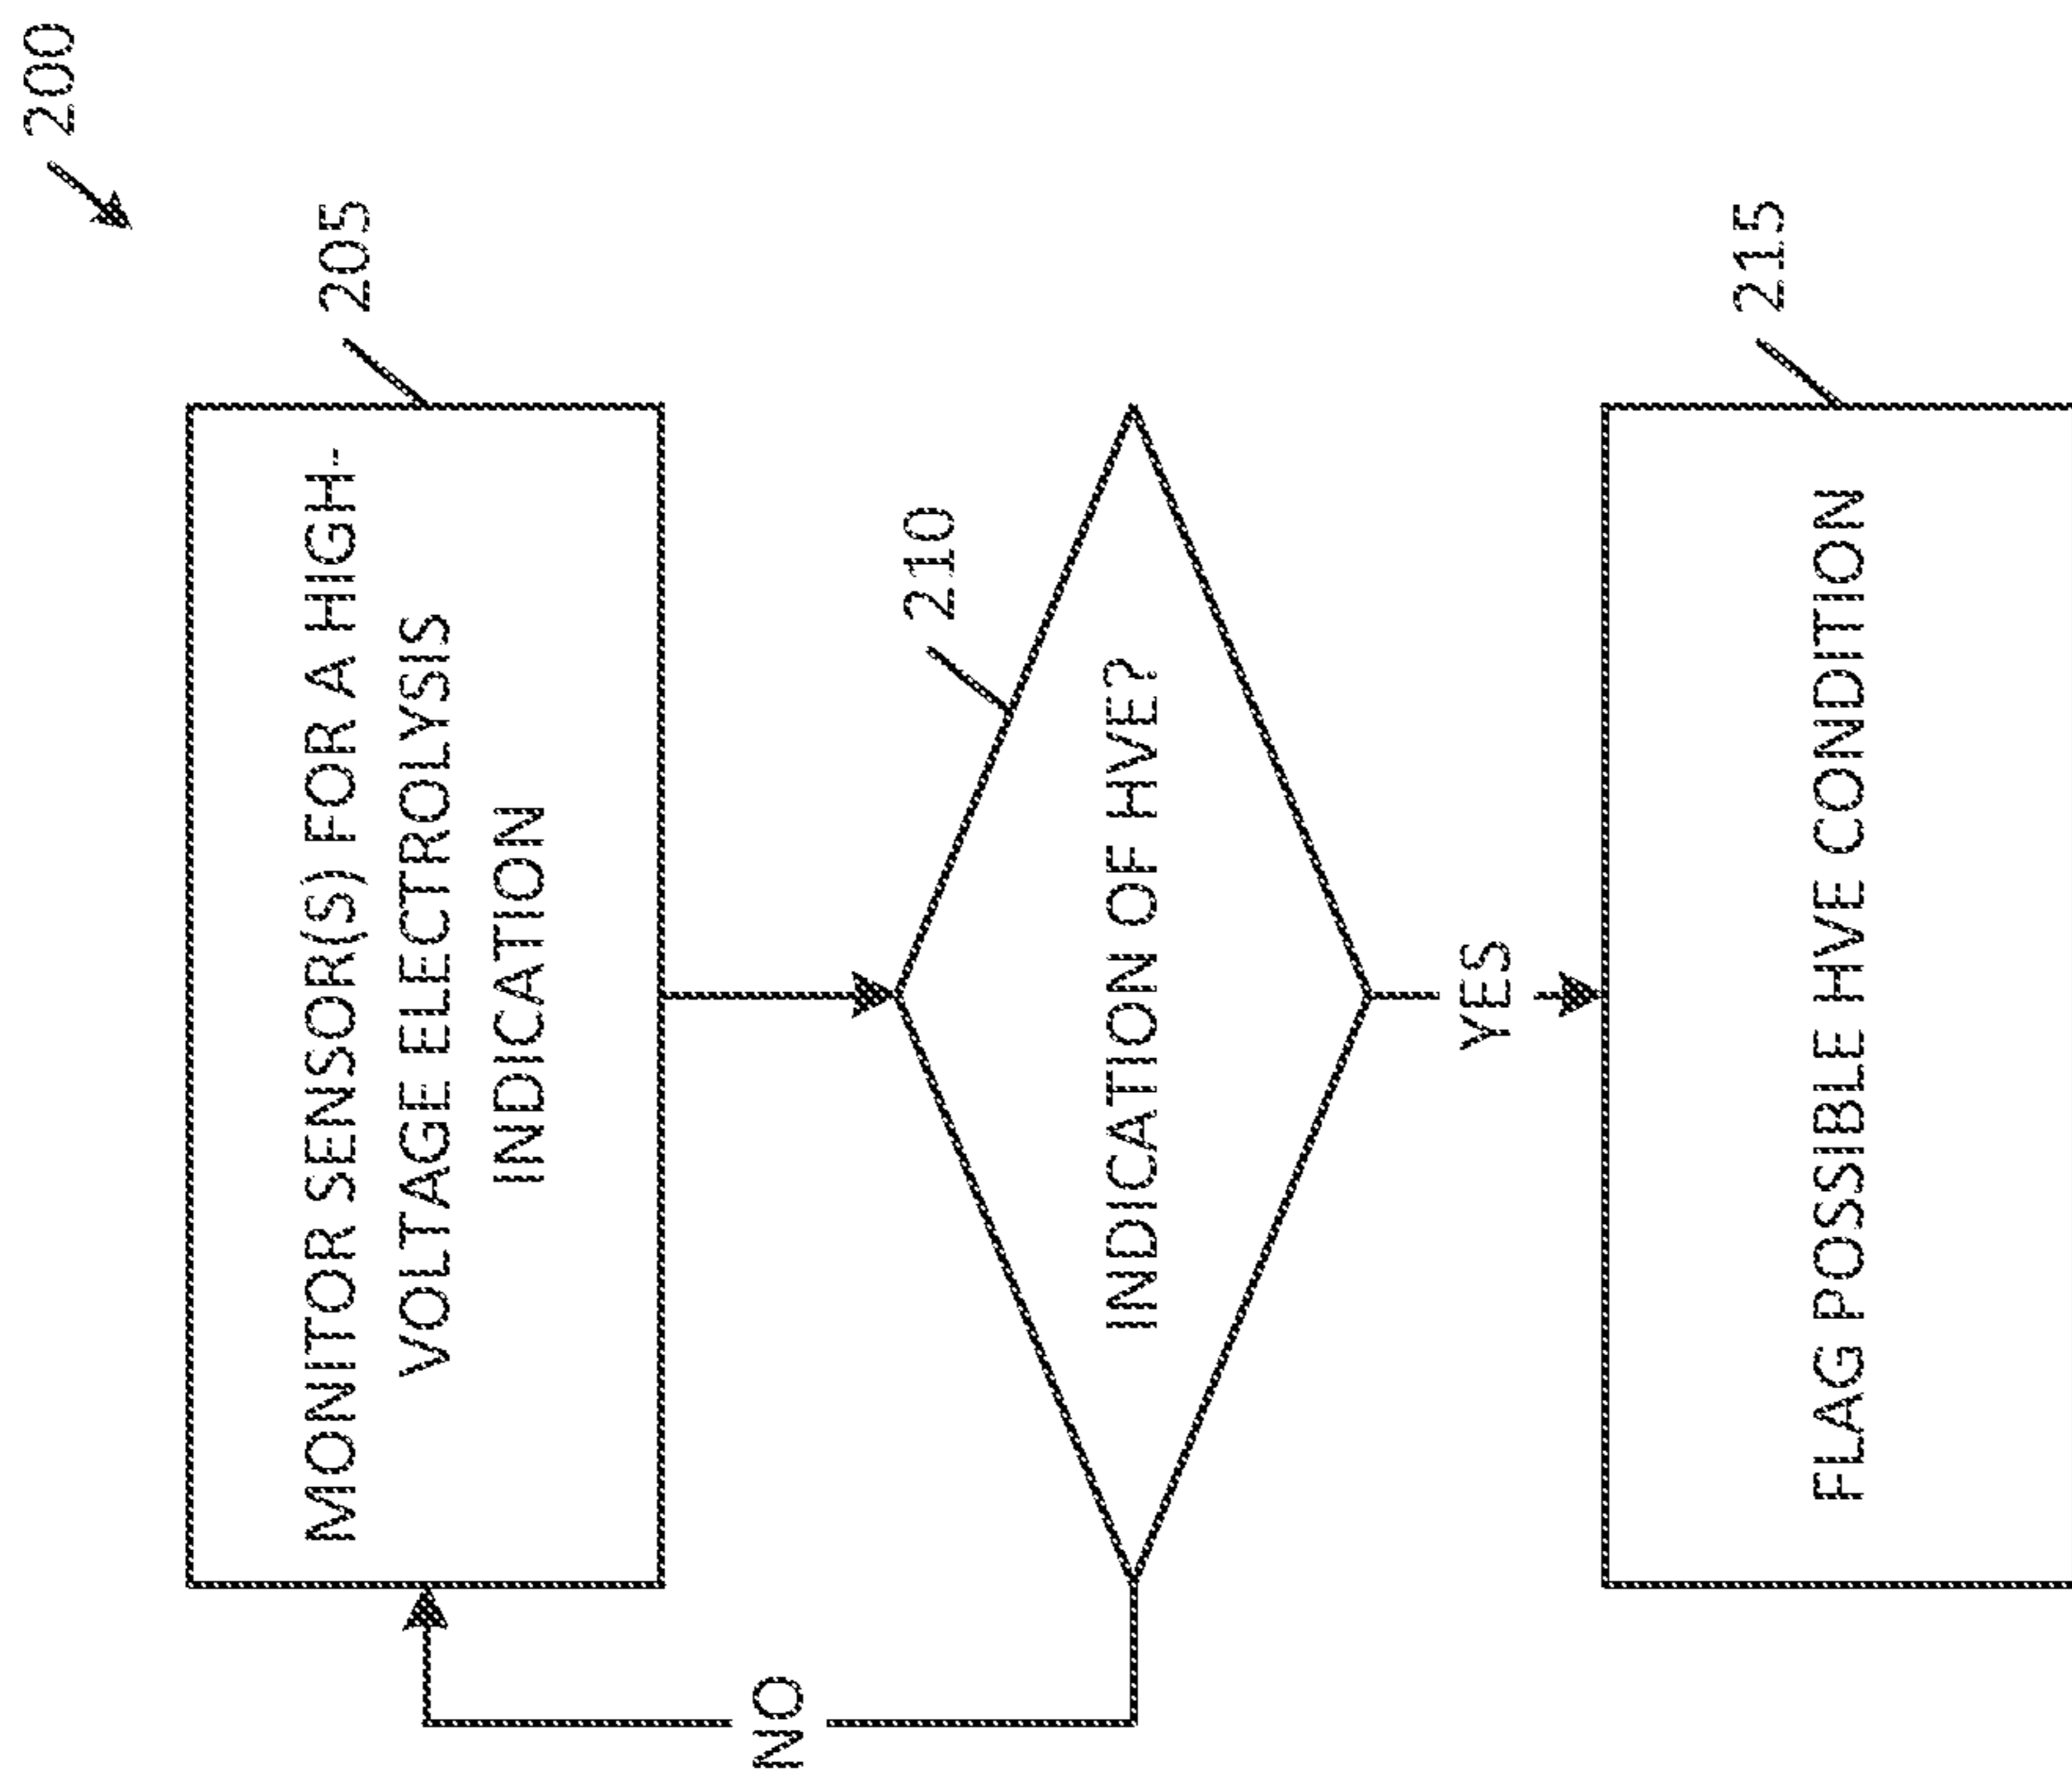 200
205
MONITOR SENSOR(S) FOR A HIGH-
VOLTAGE ELECTROLYSIS
INDICATION
210
INDICATION OF HVE?
NO
YES
215
FLAG POSSIBLE HVE CONDITION